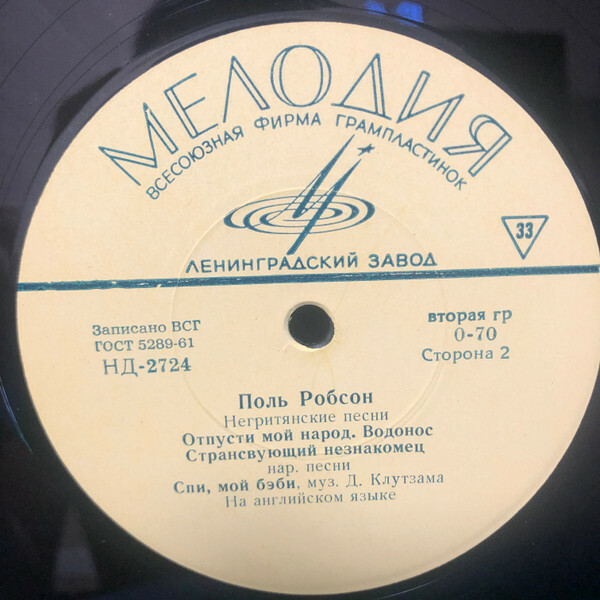 МЕЛОДИЯ
ВСЕСОЮЗНАЯ ФИРМА ГРАМПЛАСТИНОК
33
ЛЕНИНГРАДСКИЙ ЗАВОД
Записано ВСГ
ГОСТ 5289-61
НД-2724
вторая гр
0-70
Сторона 2
Поль Робсон
Негритянские песни
Отпусти мой народ. Водонос
Странсвующий незнакомец
нар. песни
Спи, мой бэби, муз. Д. Клутзама
На английском языке